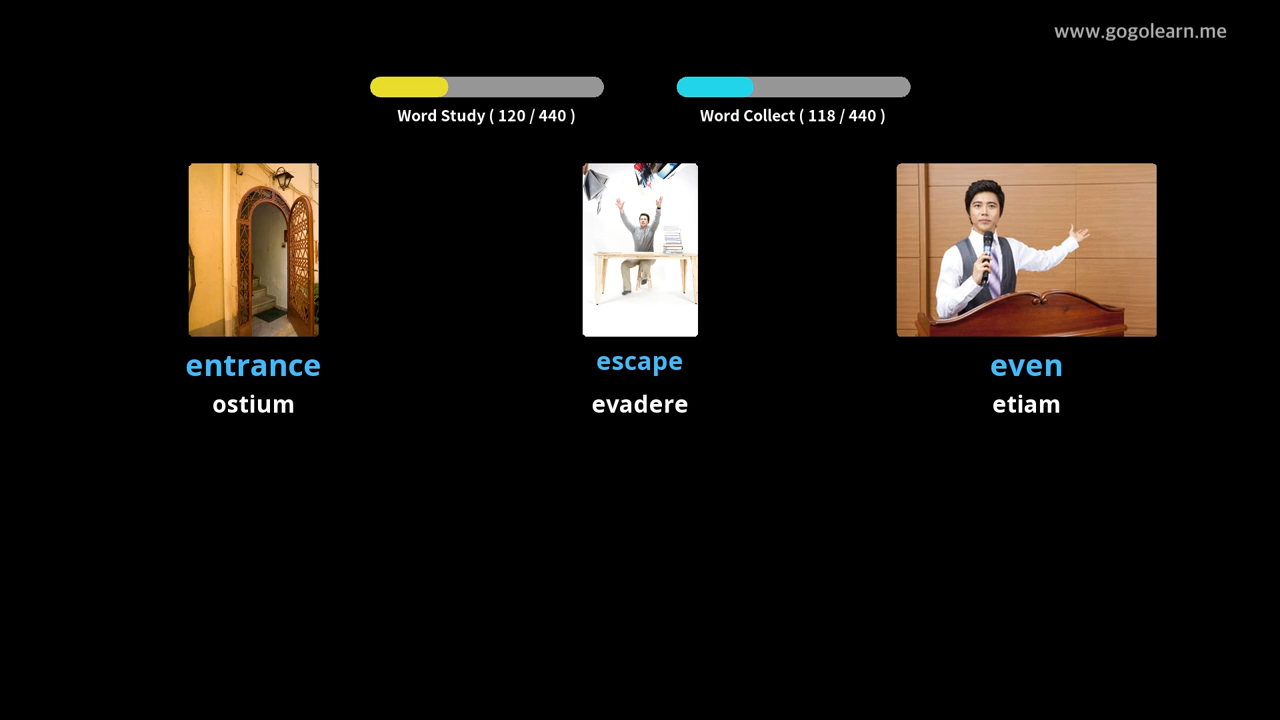 www.gogolearn.me
Word Study ( 120 / 440 )
Word Collect ( 118 / 440 )
entrance
ostium
escape
evadere
even
etiam